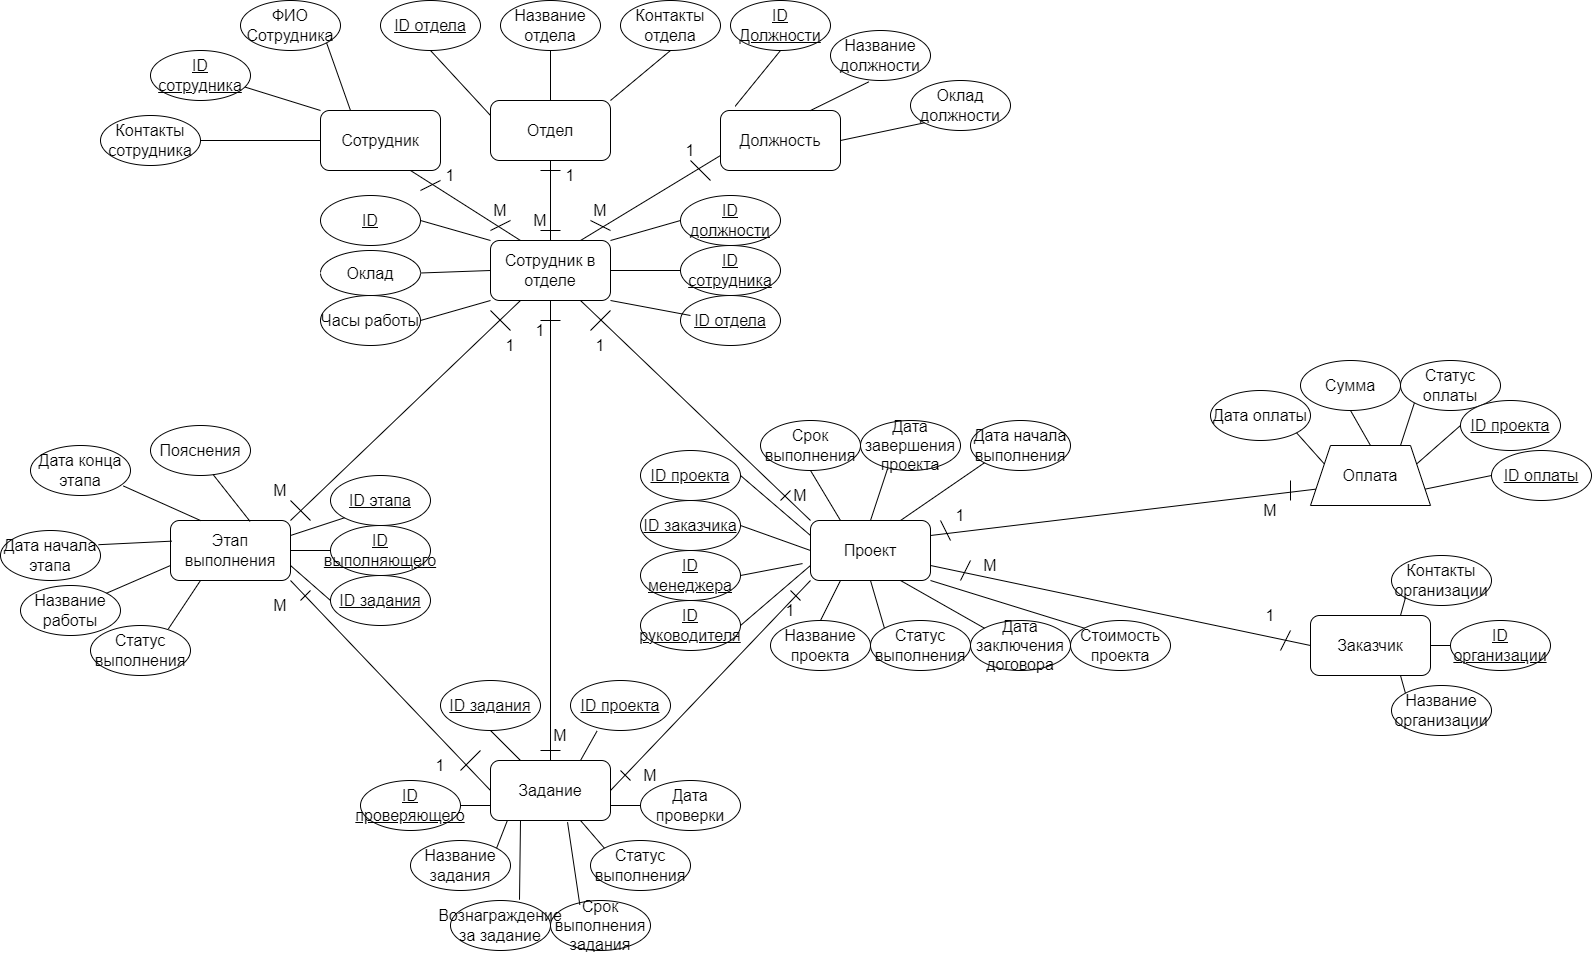 ФИО
Сотрудника
ID отдела
Название
отдела
Контакты
отдела
ID
Должности
Название
должности
ID
сотрудника
Оклад
должности
Контакты
сотрудника
Сотрудник
Отдел
Должность
1
1
1
M
M
M
ID
ID
должности
Оклад
Сотрудник в
отделе
ID
сотрудника
Часы работы
ID отдела
1
1
1
Дата конца
этапа
Пояснения
M
ID этапа
Дата начала
этапа
Этап
выполнения
ID
выполняющего
Название
работы
M
ID задания
Статус
выполнения
Срок
выполнения
Дата
завершения
проекта
Дата начала
выполнения
ID проекта
M
ID заказчика
Проект
ID
менеджера
ID
руководителя
1
Название
проекта
Статус
выполнения
Дата
заключения
договора
Стоимость
проекта
1
M
Дата оплаты
Сумма
Статус
оплаты
ID проекта
Оплата
ID оплаты
M
Контакты
организации
1
Заказчик
ID
организации
Название
организации
ID задания
ID проекта
M
1
M
Задание
ID
проверяющего
Дата
проверки
Название
задания
Статус
выполнения
Вознаграждение
за задание
Срок
выполнения
задания